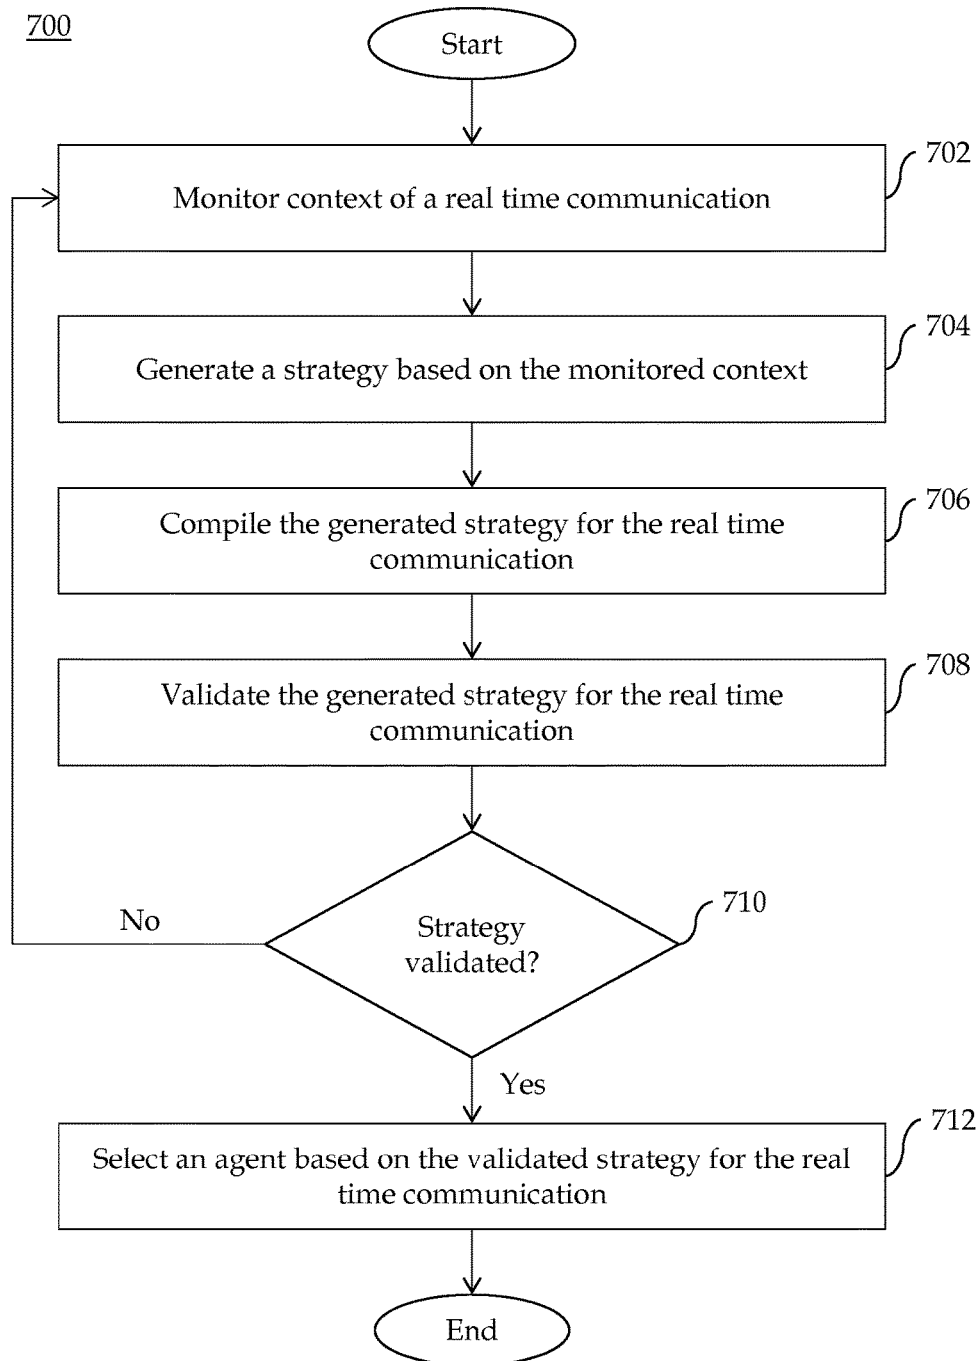 700
Start
702
Monitor context of a real time communication
704
Generate a strategy based on the monitored context
706
Compile the generated strategy for the real time
communication
708
Validate the generated strategy for the real time
communication
710
Strategy
validated?
No
Yes
712
Select an agent based on the validated strategy for the real
time communication
End